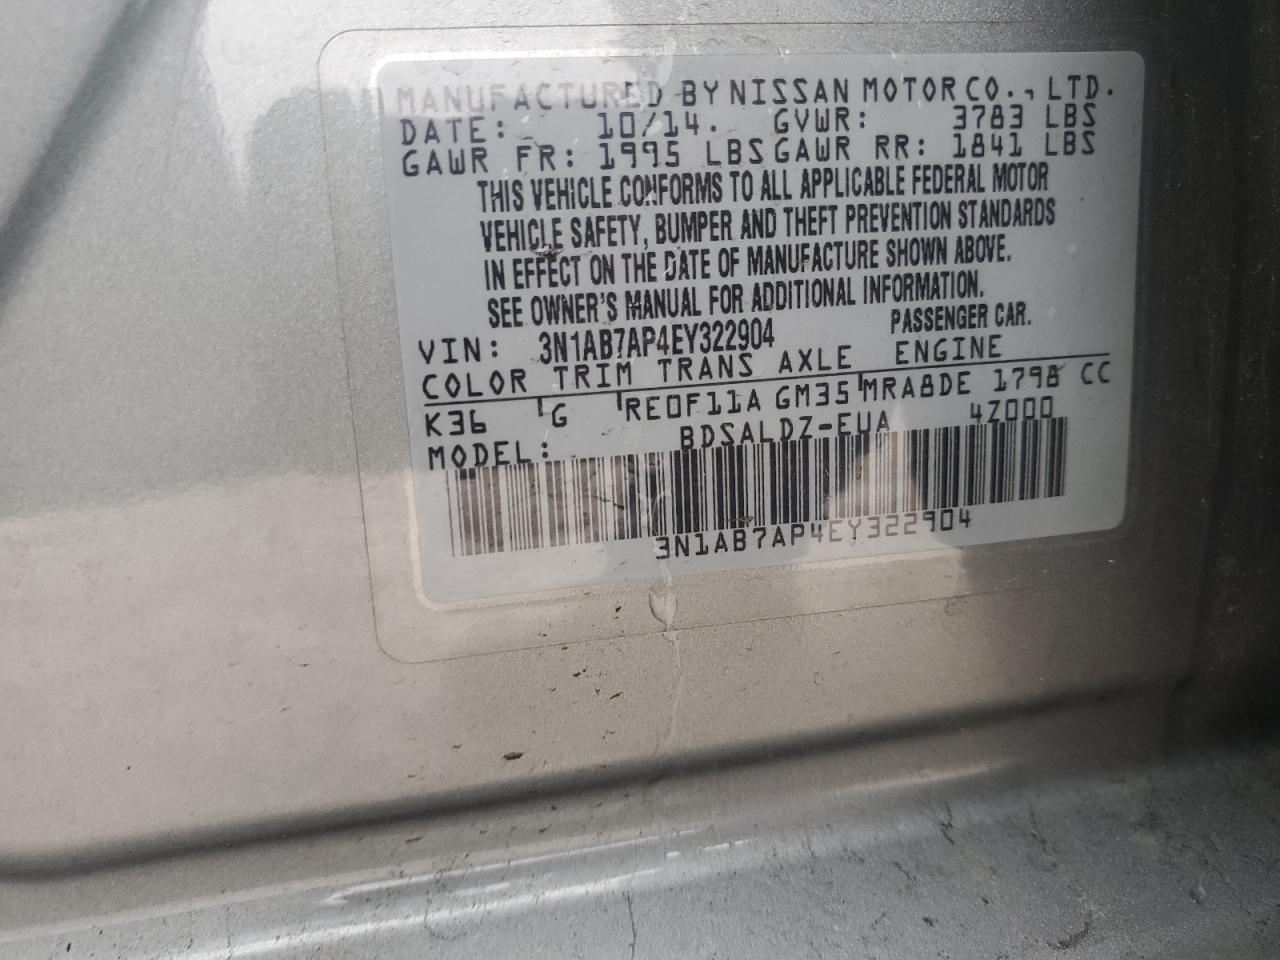 MANUFACTURED BY NISSAN MOTOR CO., LTD.
DATE: 10/14. GVWR: 3783 LBS
GAWR FR: 1995 LBS GAWR RR: 1841 LBS
THIS VEHICLE CONFORMS TO ALL APPLICABLE FEDERAL MOTOR
VEHICLE SAFETY, BUMPER AND THEFT PREVENTION STANDARDS
IN EFFECT ON THE DATE OF MANUFACTURE SHOWN ABOVE.
SEE OWNER'S MANUAL FOR ADDITIONAL INFORMATION.
VIN: 3N1AB7AP4EY322904 PASSENGER CAR.
COLOR TRIM TRANS AXLE ENGINE
K36 G RE0F11A GM35 MRA8DE 1798 CC
MODEL: BDSALDZ-EUA 4Z000
3N1AB7AP4EY322904